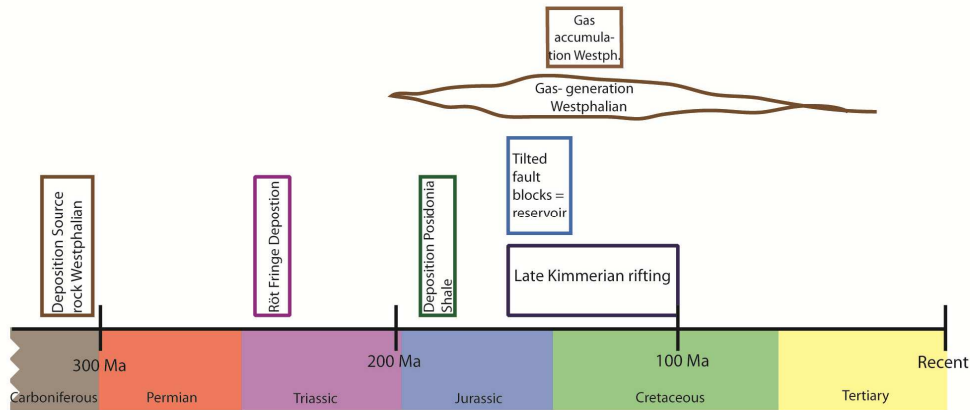 Gas
accumula-
tion Westph.
Gas- generation
Westphalian
Tilted
fault
blocks =
reservoir
Deposition Source
rock Westphalian
Röt Fringe Depostion
Deposition Posidonia
Shale
Late Kimmerian rifting
300 Ma
200 Ma
100 Ma
Recent
Carboniferous
Permian
Triassic
Jurassic
Cretaceous
Tertiary